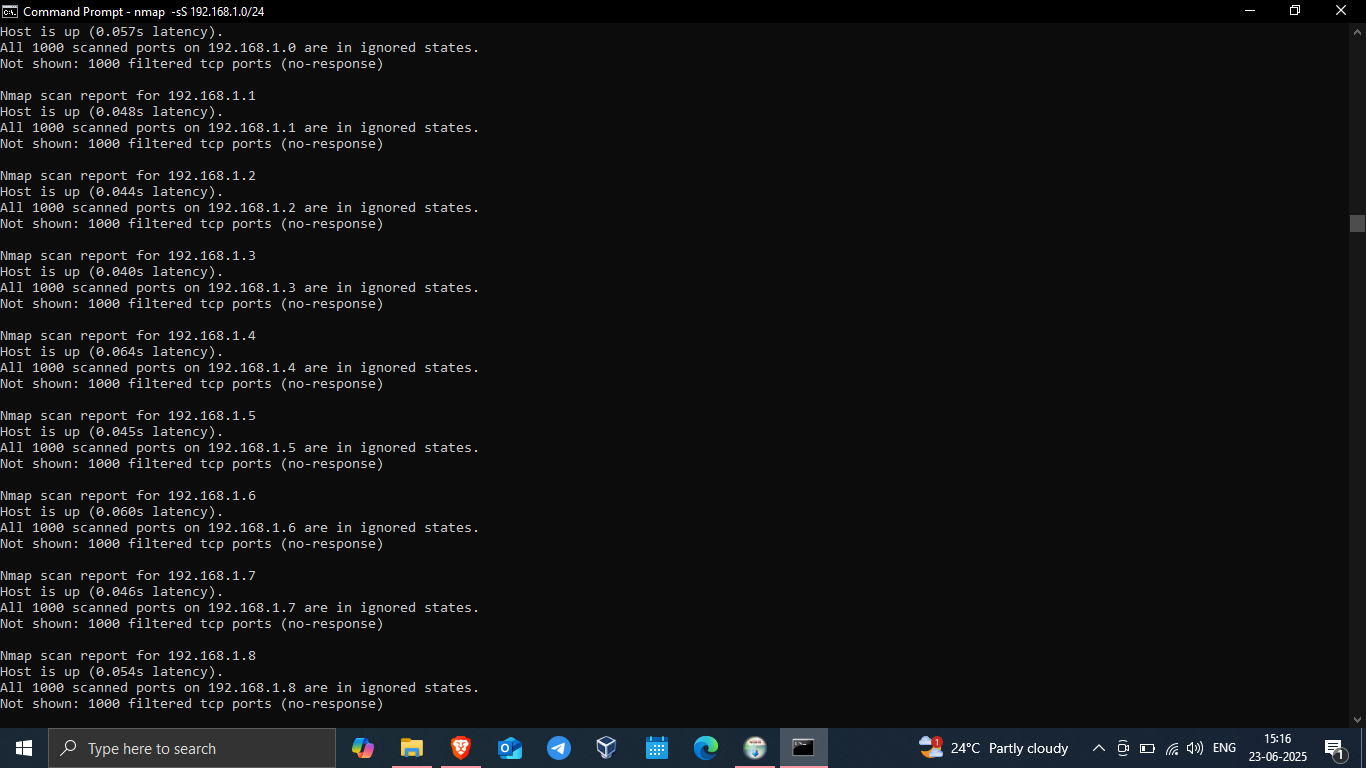 Command Prompt - nmap  -sS 192.168.1.0/24
Host is up (0.057s latency).
All 1000 scanned ports on 192.168.1.0 are in ignored states.
Not shown: 1000 filtered tcp ports (no-response)

Nmap scan report for 192.168.1.1
Host is up (0.048s latency).
All 1000 scanned ports on 192.168.1.1 are in ignored states.
Not shown: 1000 filtered tcp ports (no-response)

Nmap scan report for 192.168.1.2
Host is up (0.044s latency).
All 1000 scanned ports on 192.168.1.2 are in ignored states.
Not shown: 1000 filtered tcp ports (no-response)

Nmap scan report for 192.168.1.3
Host is up (0.040s latency).
All 1000 scanned ports on 192.168.1.3 are in ignored states.
Not shown: 1000 filtered tcp ports (no-response)

Nmap scan report for 192.168.1.4
Host is up (0.064s latency).
All 1000 scanned ports on 192.168.1.4 are in ignored states.
Not shown: 1000 filtered tcp ports (no-response)

Nmap scan report for 192.168.1.5
Host is up (0.045s latency).
All 1000 scanned ports on 192.168.1.5 are in ignored states.
Not shown: 1000 filtered tcp ports (no-response)

Nmap scan report for 192.168.1.6
Host is up (0.060s latency).
All 1000 scanned ports on 192.168.1.6 are in ignored states.
Not shown: 1000 filtered tcp ports (no-response)

Nmap scan report for 192.168.1.7
Host is up (0.046s latency).
All 1000 scanned ports on 192.168.1.7 are in ignored states.
Not shown: 1000 filtered tcp ports (no-response)

Nmap scan report for 192.168.1.8
Host is up (0.054s latency).
All 1000 scanned ports on 192.168.1.8 are in ignored states.
Not shown: 1000 filtered tcp ports (no-response)
Type here to search
1
24°C Partly cloudy
ENG
15:16
23-06-2025
1